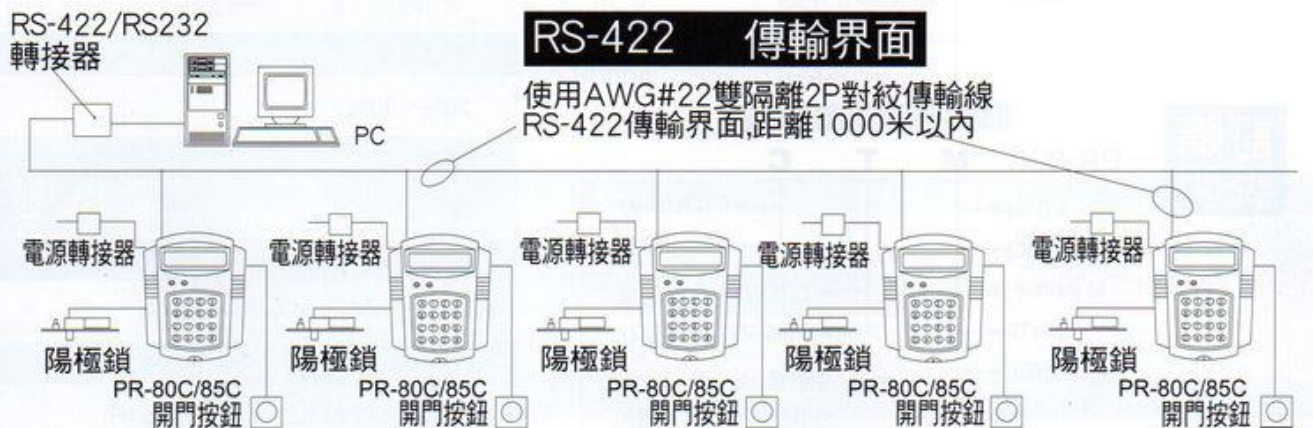 RS-422/RS232
轉接器
PC
RS-422 傳輸界面
使用AWG#22雙隔離2P對絞傳輸線
RS-422傳輸界面,距離1000米以內
電源轉接器
電源轉接器
電源轉接器
電源轉接器
電源轉接器
陽極鎖
陽極鎖
陽極鎖
陽極鎖
陽極鎖
PR-80C/85C
開門按鈕
PR-80C/85C
開門按鈕
PR-80C/85C
開門按鈕
PR-80C/85C
開門按鈕
PR-80C/85C
開門按鈕